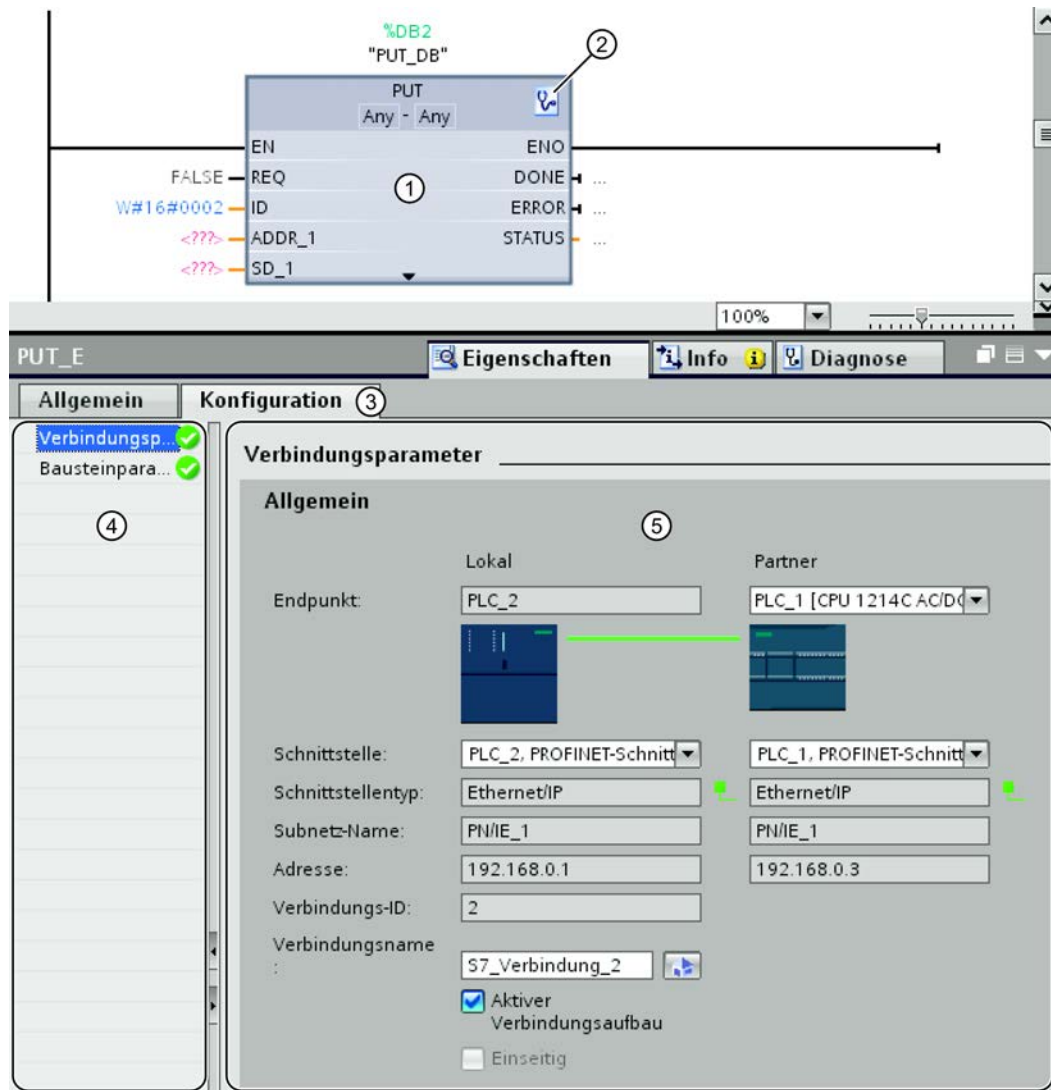 %DB2
"PUT_DB"
②
PUT
Any - Any
EN ENO
FALSE REQ ① DONE ...
W#16#0002 ID ERROR ...
<???> ADDR_1 STATUS ...
<???> SD_1
100%
PUT_E Eigenschaften Info Diagnose
Allgemein Konfiguration ③
Verbindungsp...
Bausteinpara...
④
Verbindungsparameter
Allgemein
⑤
Lokal Partner
Endpunkt: PLC_2 PLC_1 [CPU 1214C AC/DC
Schnittstelle: PLC_2, PROFINET-Schnitt PLC_1, PROFINET-Schnitt
Schnittstellentyp: Ethernet/IP Ethernet/IP
Subnetz-Name: PN/IE_1 PN/IE_1
Adresse: 192.168.0.1 192.168.0.3
Verbindungs-ID: 2
Verbindungsname
: S7_Verbindung_2
Aktiver
Verbindungsaufbau
Einseitig